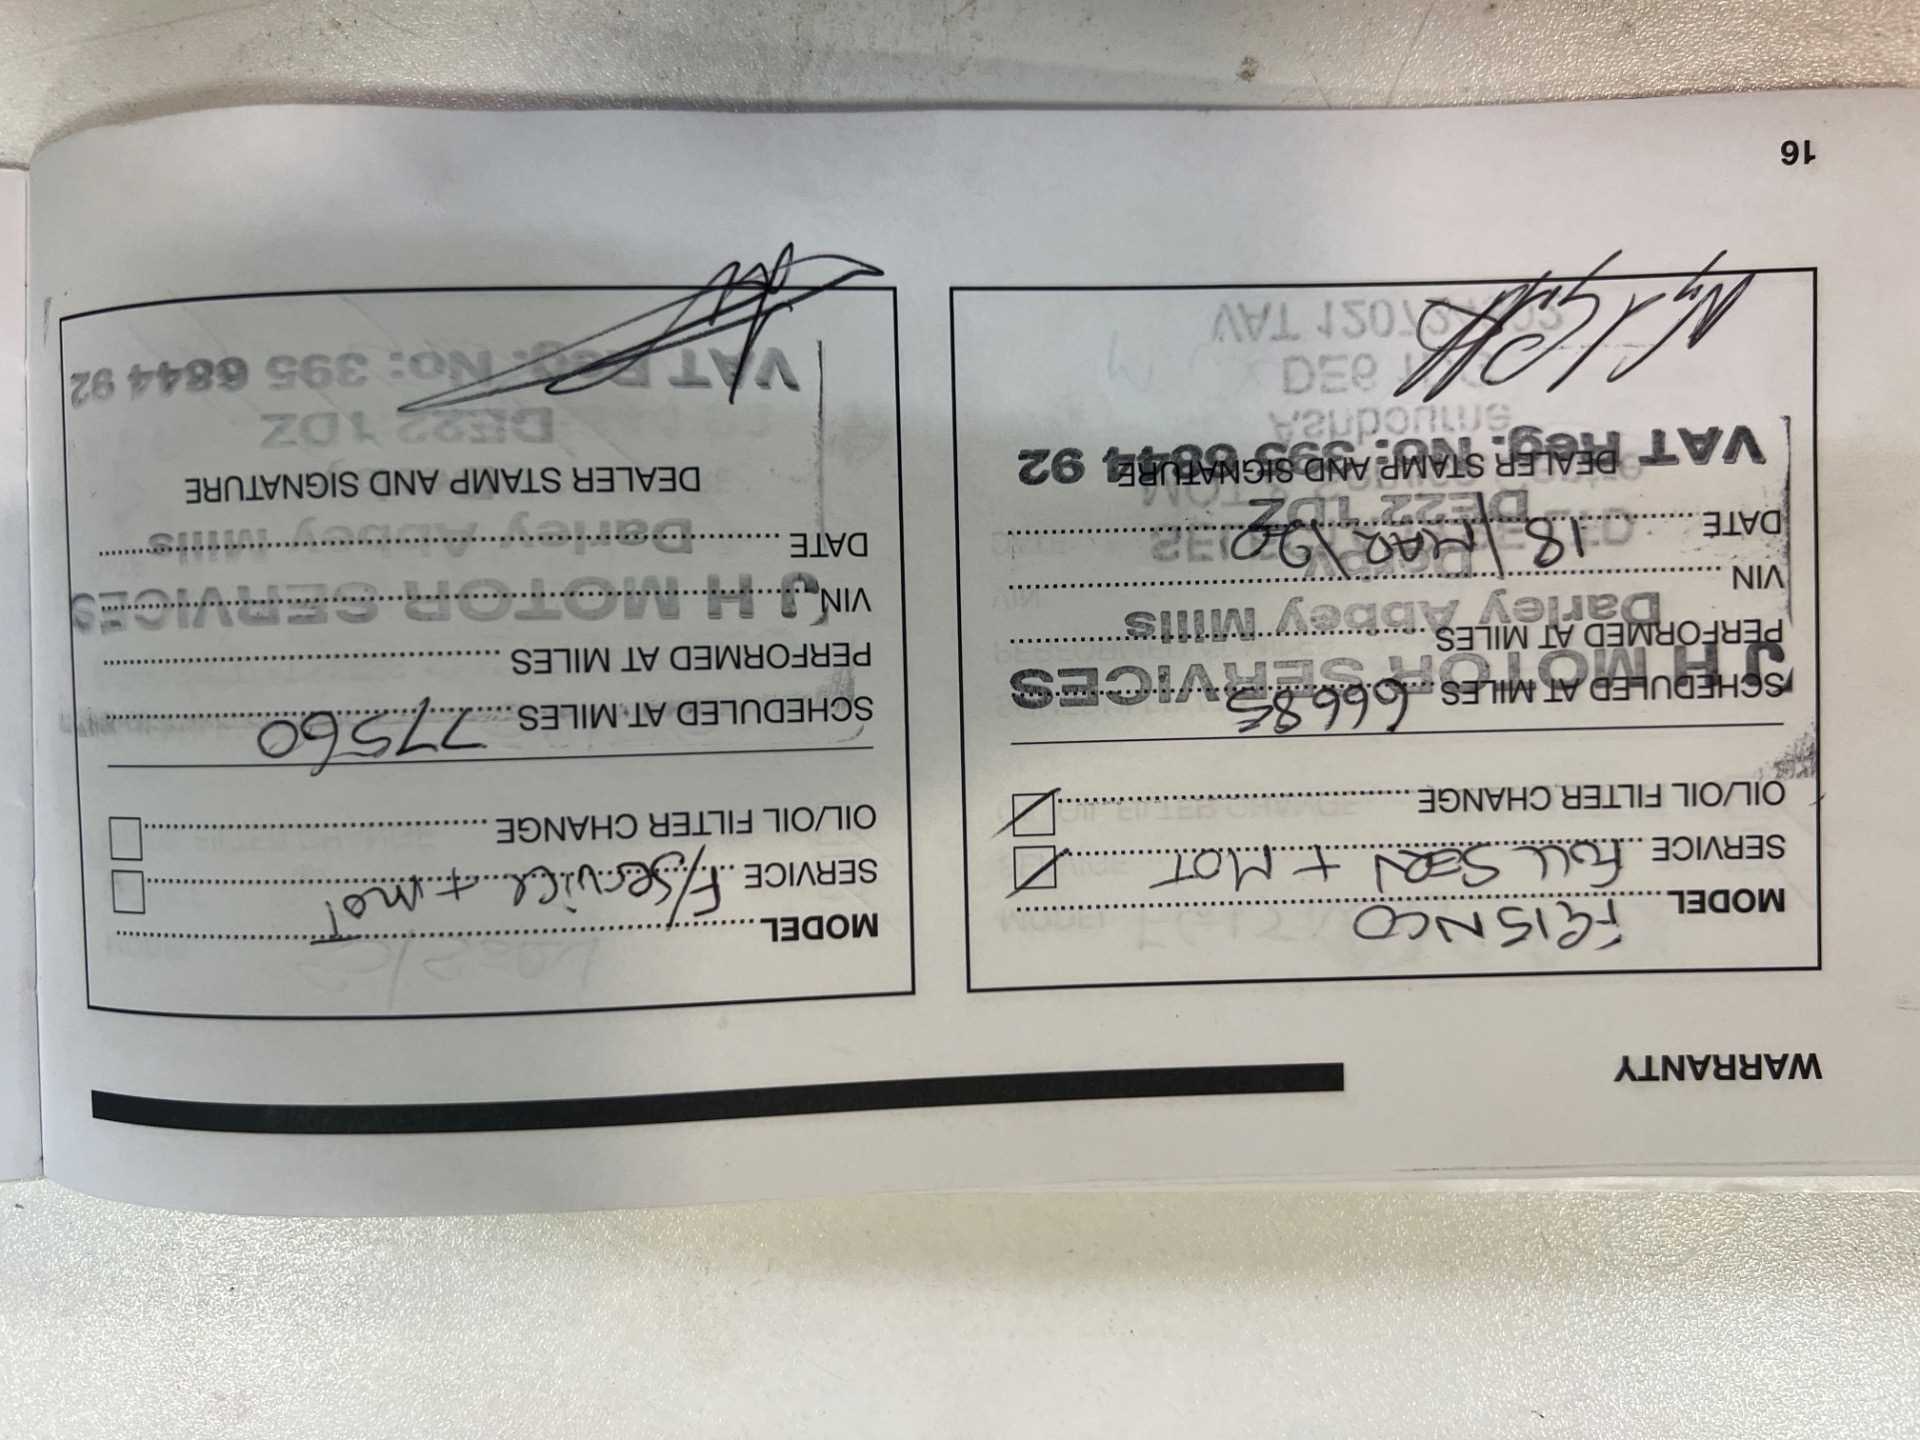 WARRANTY
MODEL
SERVICE FULL SERV + MOT
OIL/OIL FILTER CHANGE
SCHEDULED AT MILES 66685
J H MOTOR SERVICES
PERFORMED AT MILES
Darley Abbey Mills
VIN
Derby
DATE 18/MAR/20
DE22 1DZ
DEALER STAMP AND SIGNATURE
VAT Reg. No: 395 6844 92
Ashbourne
MODEL
SERVICE F/Service + MOT
OIL/OIL FILTER CHANGE
SCHEDULED AT MILES 77560
PERFORMED AT MILES
VIN
J H MOTOR SERVICES
DATE
Darley Abbey Mills
DEALER STAMP AND SIGNATURE
DE22 1DZ
VAT Reg. No: 395 6844 92
16